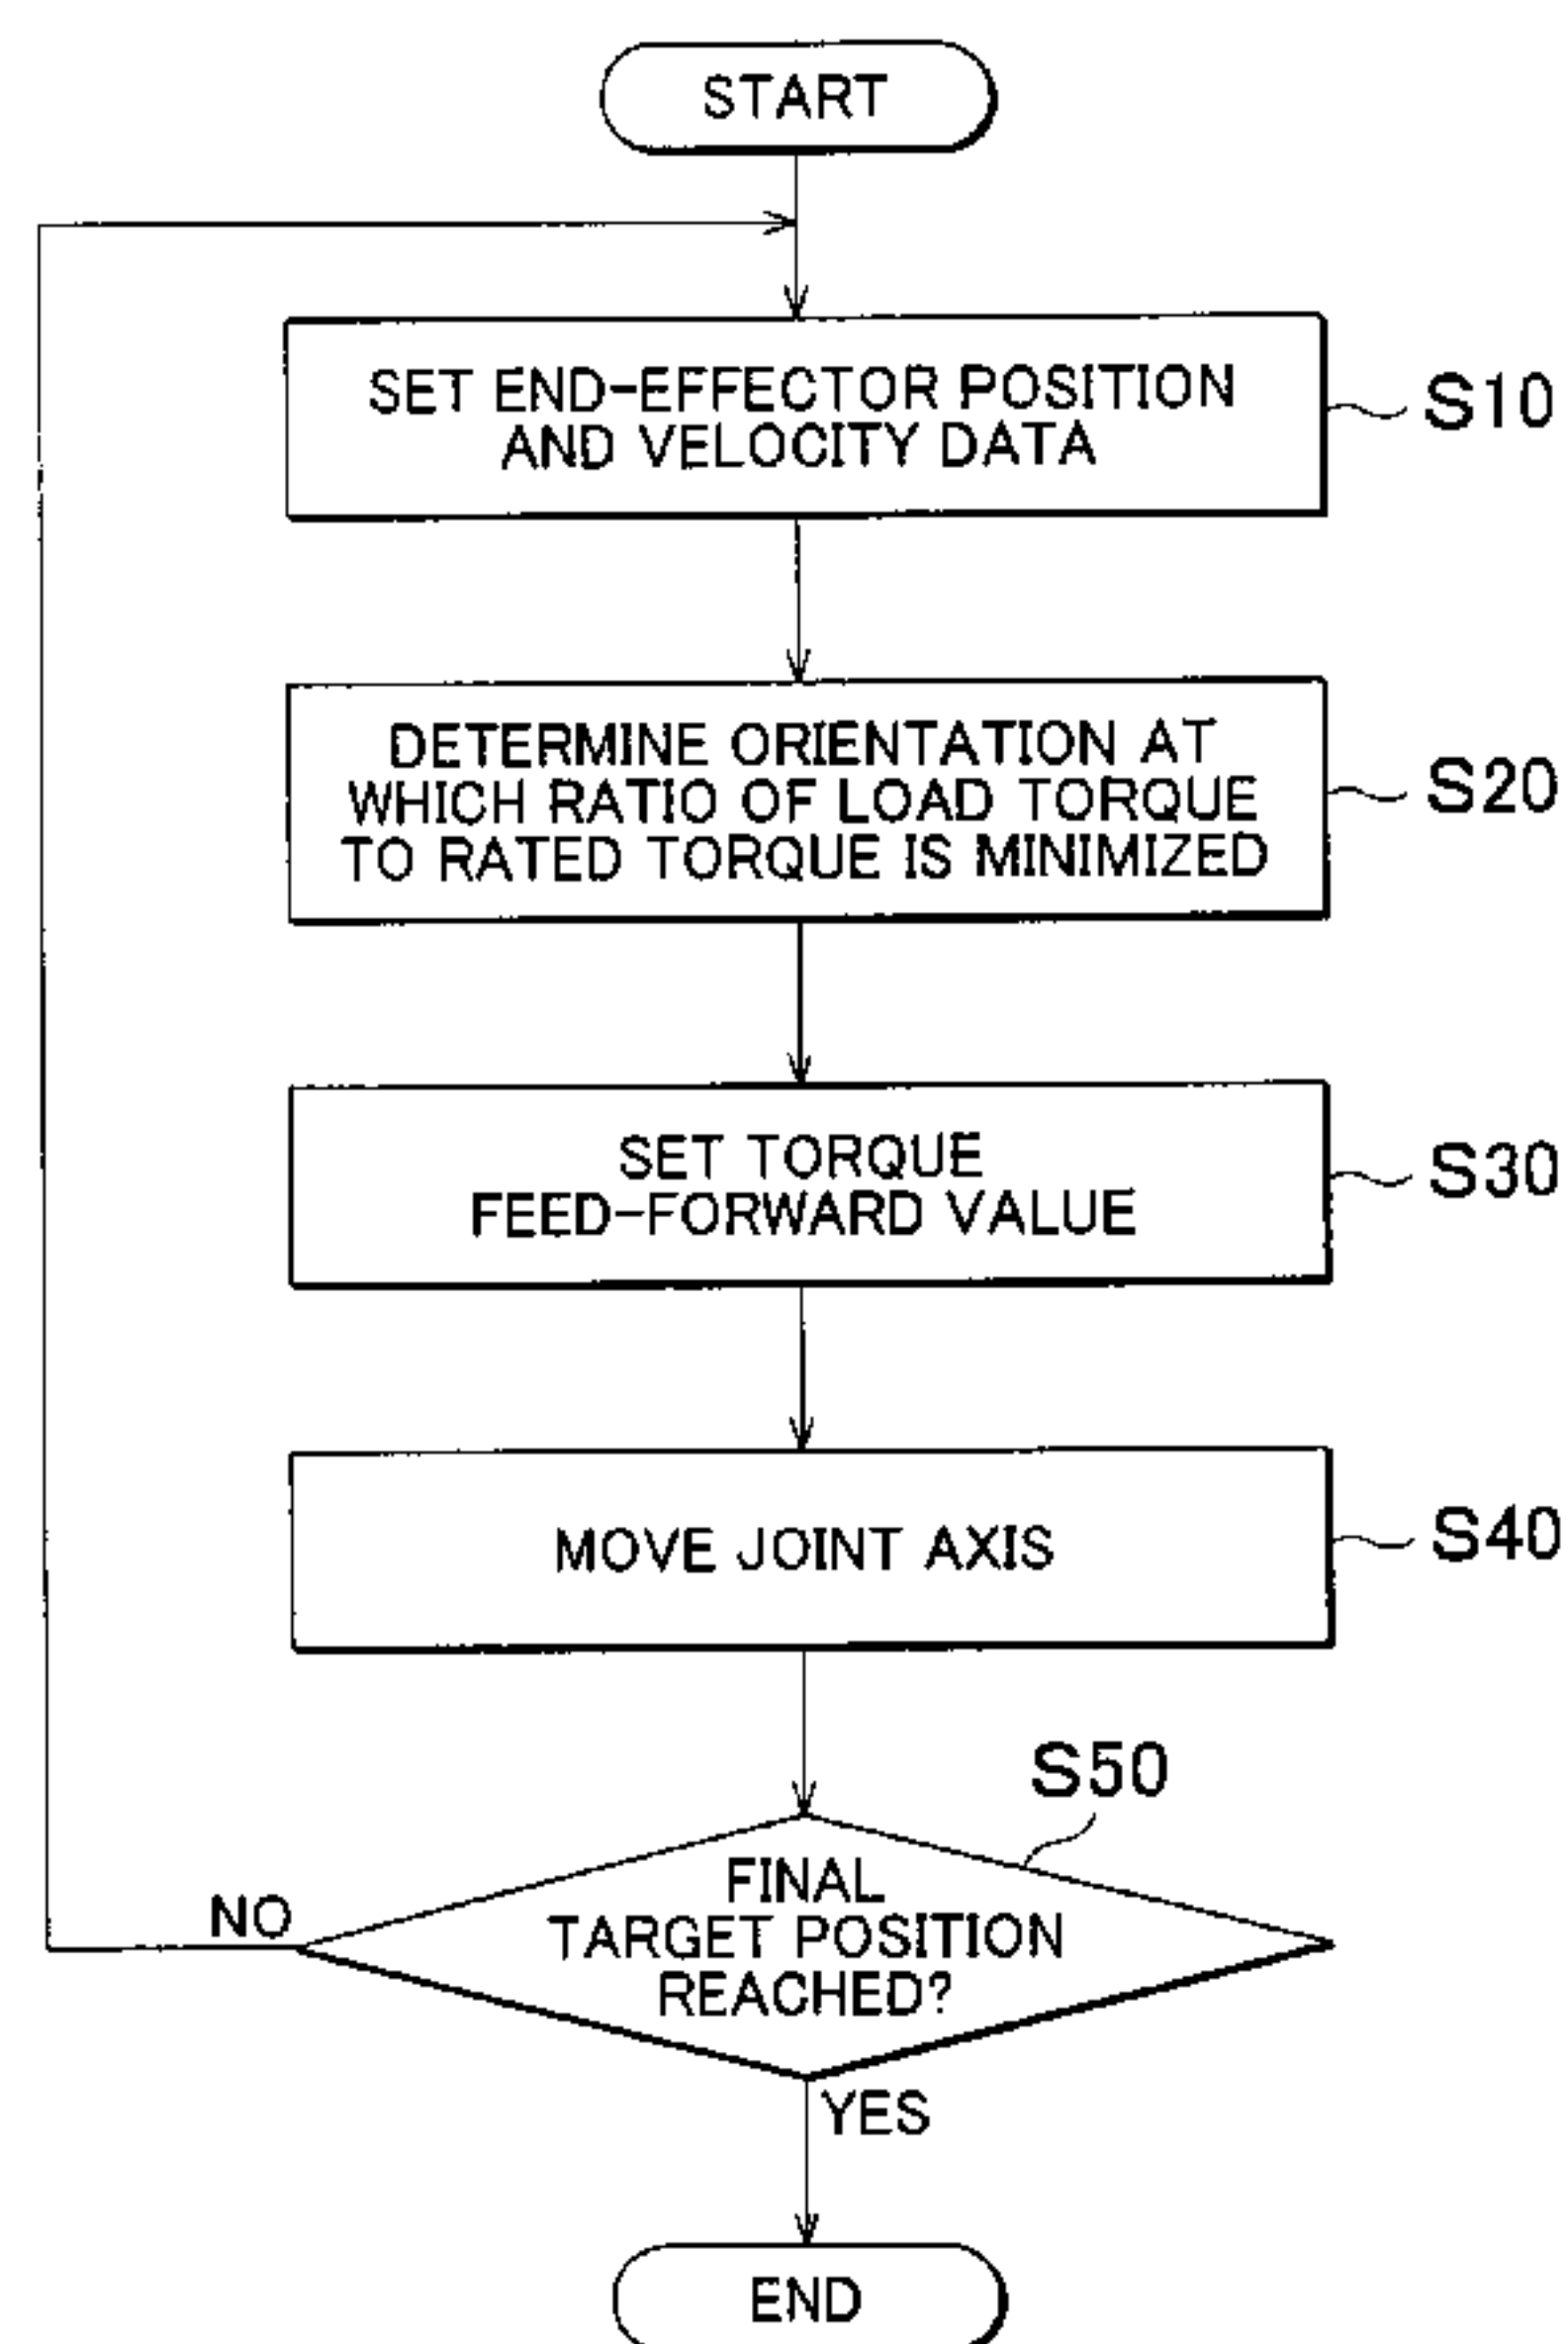 START
SET END-EFFECTOR POSITION
AND VELOCITY DATA
S10
DETERMINE ORIENTATION AT
WHICH RATIO OF LOAD TORQUE
TO RATED TORQUE IS MINIMIZED
S20
SET TORQUE
FEED-FORWARD VALUE
S30
MOVE JOINT AXIS
S40
S50
FINAL
TARGET POSITION
REACHED?
NO
YES
END